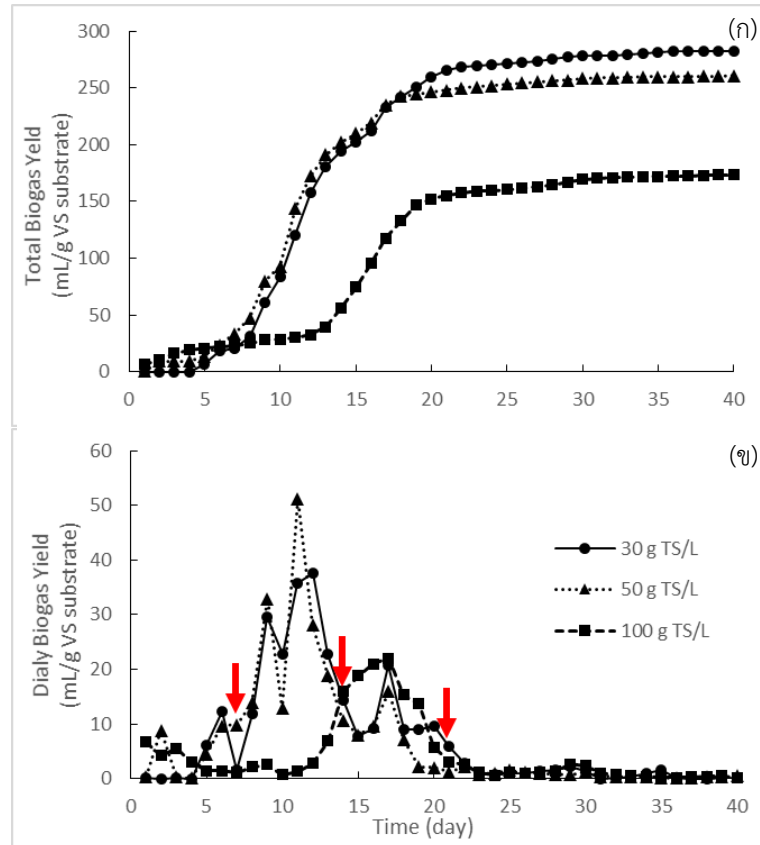 (ก)
Total Biogas Yeld
(mL/g VS substrate)
300
250
200
150
100
50
0
0 5 10 15 20 25 30 35 40
(ข)
Dialy Biogas Yield
(mL/g VS substrate)
60
50
40
30
20
10
0
30 g TS/L
50 g TS/L
100 g TS/L
0 5 10 15 20 25 30 35 40
Time (day)